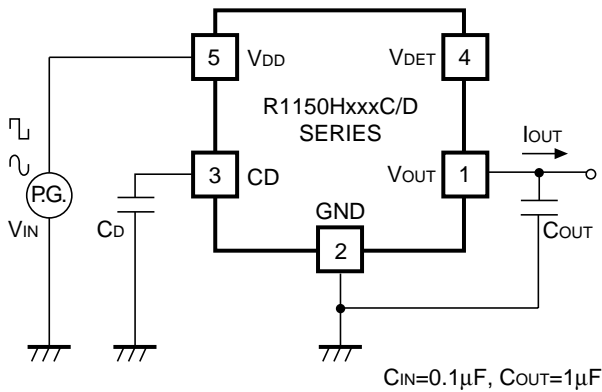 5 VDD
VDET 4
R1150HxxxC/D
SERIES
IOUT
3 CD
VOUT 1
P.G.
VIN
CD
GND
2
COUT
CIN=0.1μF, COUT=1μF